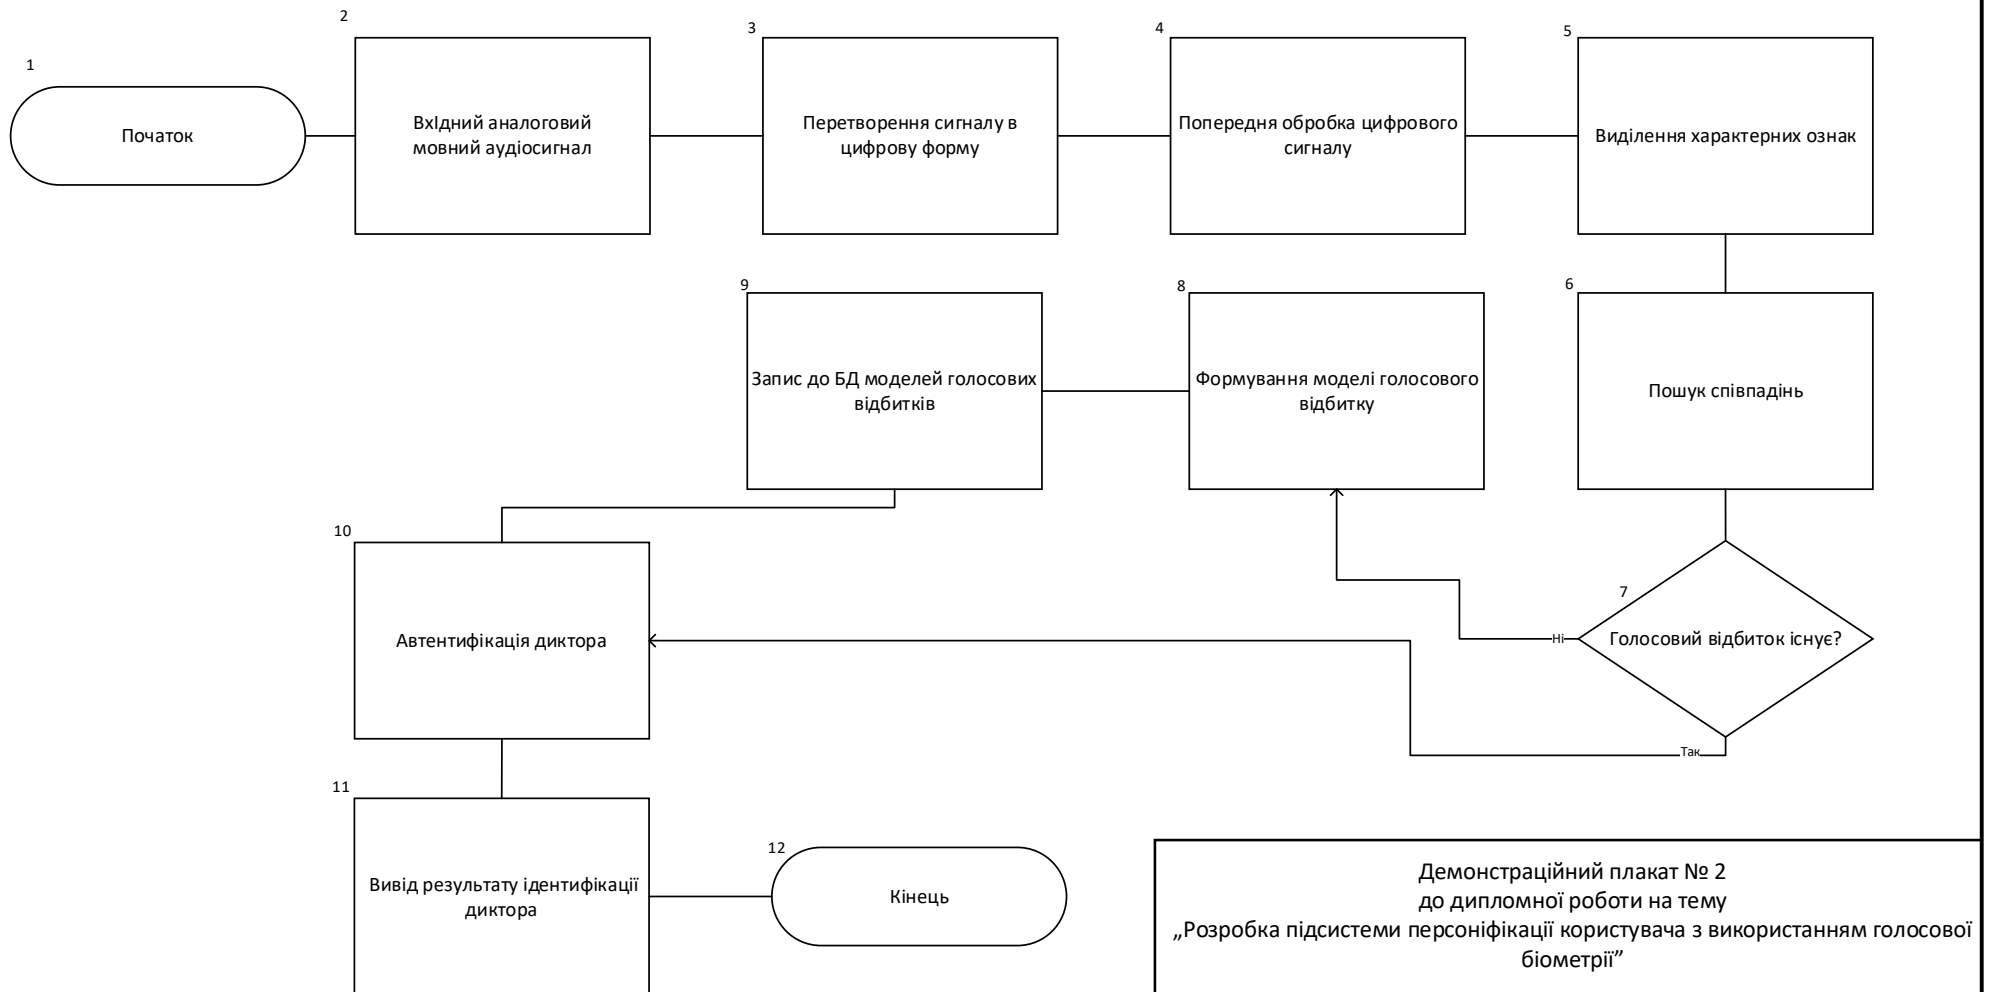 1
Початок
2
ВхІдний аналоговий
мовний аудіосигнал
3
Перетворення сигналу в
цифрову форму
4
Попередня обробка цифрового
сигналу
5
Виділення характерних ознак
6
Пошук співпадінь
7
Голосовий відбиток існує?
Ні
Так
8
Формування моделі голосового
відбитку
9
Запис до БД моделей голосових
відбитків
10
Автентифікація диктора
11
Вивід результату ідентифікації
диктора
12
Кінець
Демонстраційний плакат № 2
до дипломної роботи на тему
„Розробка підсистеми персоніфікації користувача з використанням голосової
біометрії”